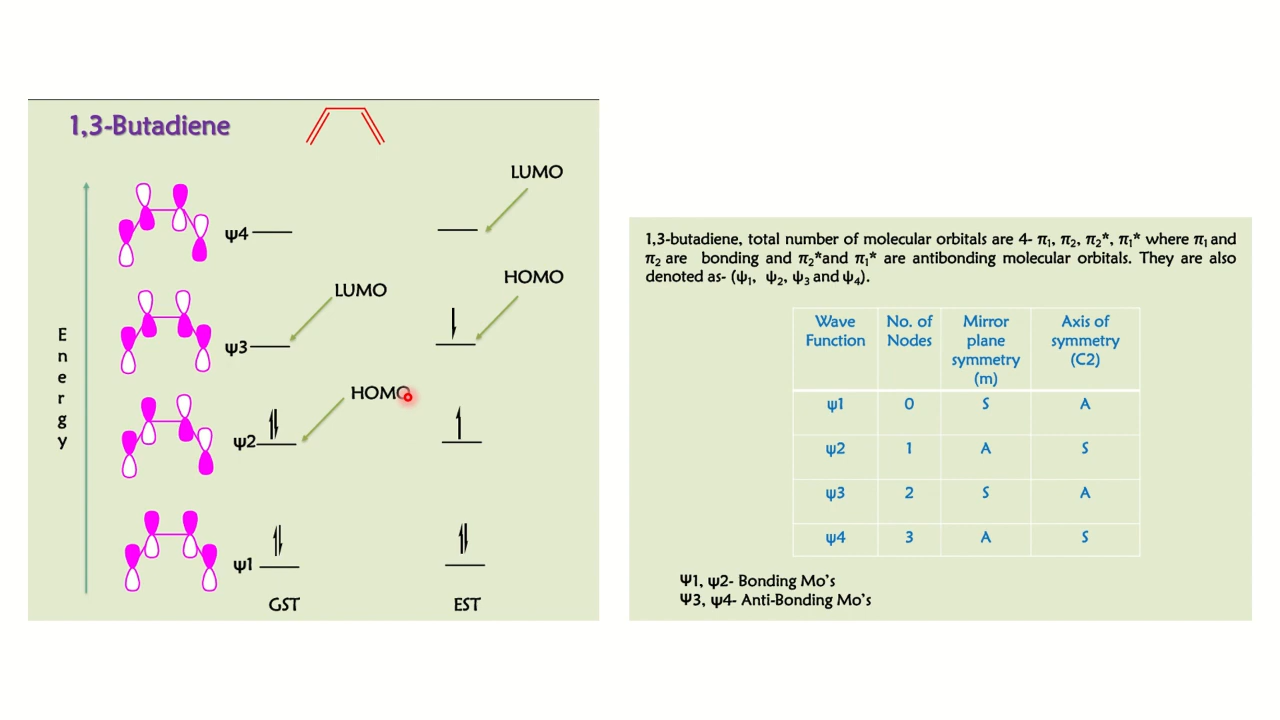 1,3-Butadiene
LUMO
ψ4
HOMO
LUMO
ψ3
HOMO
ψ2
ψ1
GST
EST
Energy
1,3-butadiene, total number of molecular orbitals are 4- π₁, π₂, π₂*, π₁* where π₁ and
π₂ are bonding and π₂*and π₁* are antibonding molecular orbitals. They are also
denoted as- (ψ₁, ψ₂, ψ₃ and ψ₄).
Wave Function No. of Nodes Mirror plane symmetry (m) Axis of symmetry (C2)
ψ1 0 S A
ψ2 1 A S
ψ3 2 S A
ψ4 3 A S
Ψ1, ψ2- Bonding Mo's
Ψ3, ψ4- Anti-Bonding Mo's